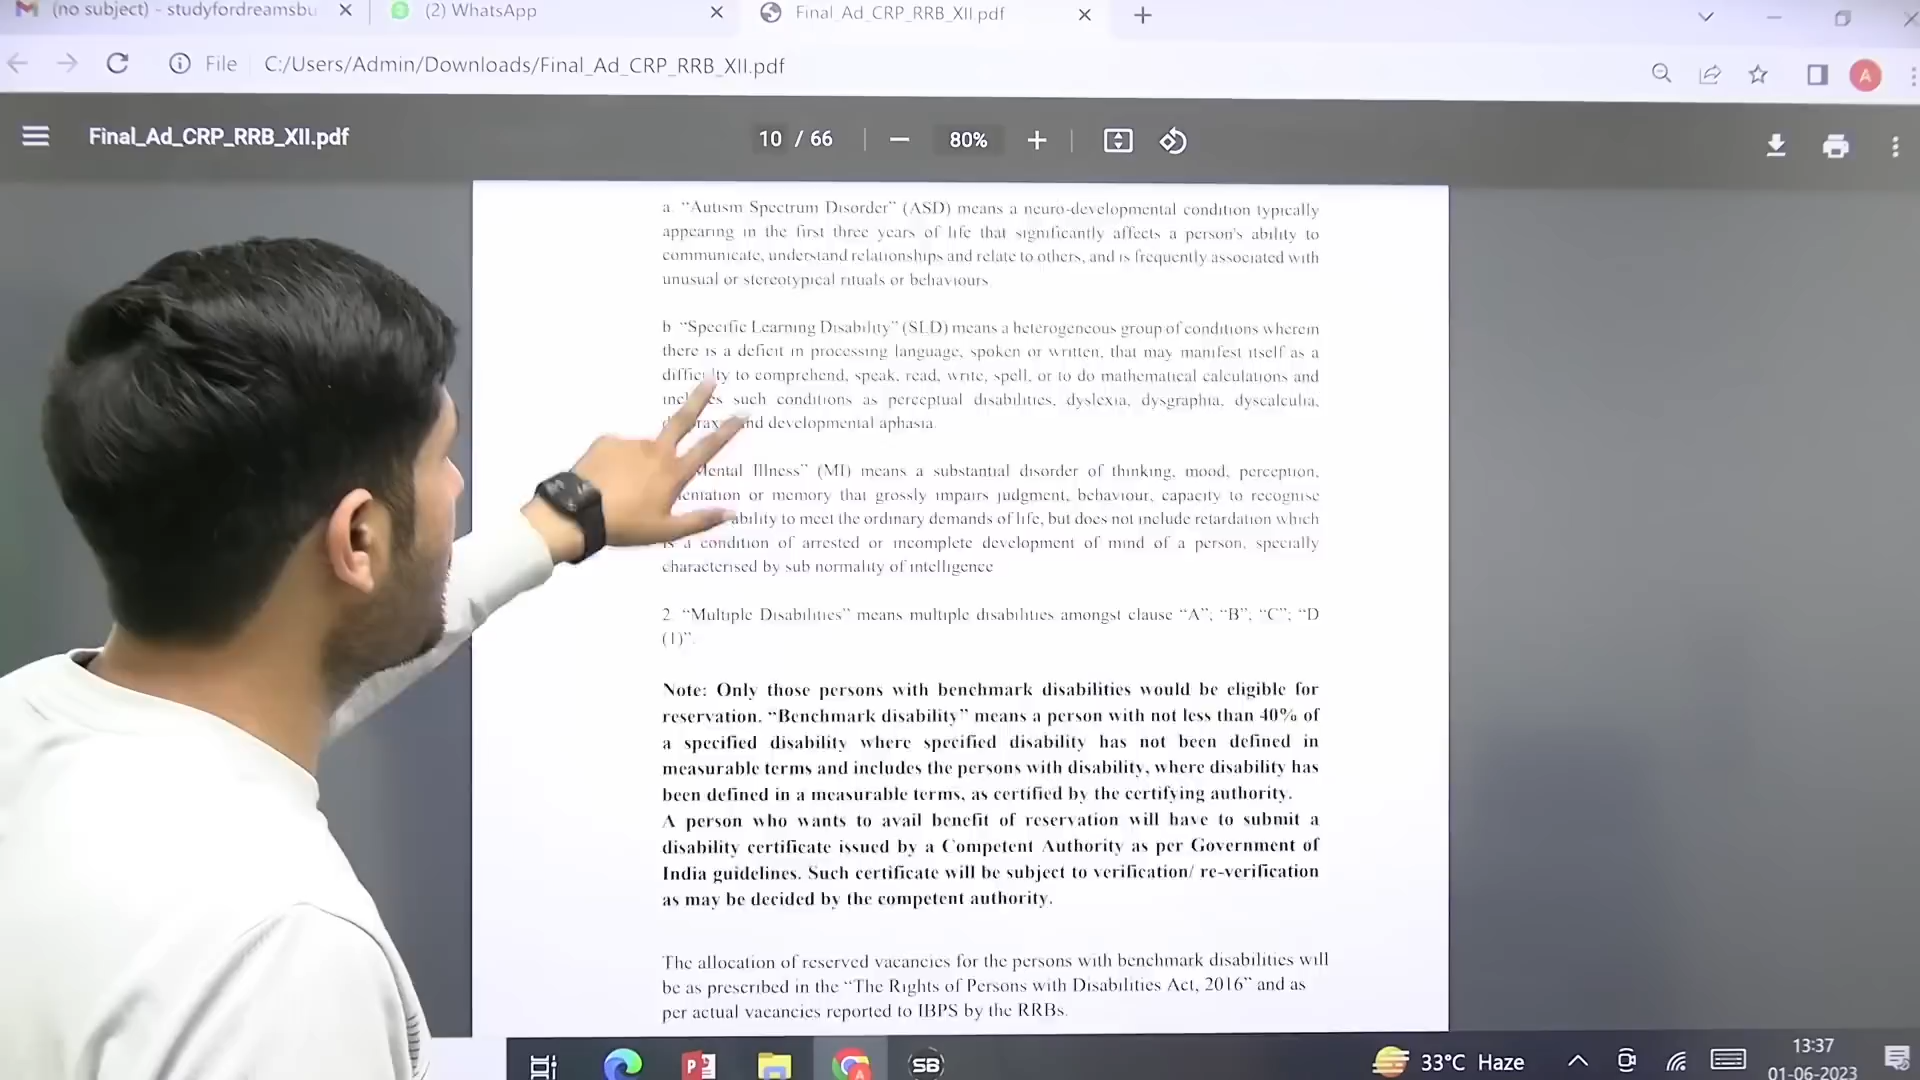 (no subject) - studyfordreamsbu
(2) WhatsApp
Final_Ad_CRP_RRB_XII.pdf
File
C:/Users/Admin/Downloads/Final_Ad_CRP_RRB_XII.pdf
A
Final_Ad_CRP_RRB_XII.pdf
10 / 66
80%
a. “Autism Spectrum Disorder” (ASD) means a neuro-developmental condition typically
appearing in the first three years of life that significantly affects a person's ability to
communicate, understand relationships and relate to others, and is frequently associated with
unusual or stereotypical rituals or behaviours
b “Specific Learning Disability” (SLD) means a heterogeneous group of conditions wherein
there is a deficit in processing language, spoken or written, that may manifest itself as a
difficulty to comprehend, speak, read, write, spell, or to do mathematical calculations and
includes such conditions as perceptual disabilities, dyslexia, dysgraphia, dyscalculia,
and developmental aphasia.
Mental Illness” (MI) means a substantial disorder of thinking, mood, perception,
or memory that grossly impairs judgment, behaviour, capacity to recognise
ability to meet the ordinary demands of life, but does not include retardation which
is a condition of arrested or incomplete development of mind of a person, specially
characterised by sub normality of intelligence
2. “Multiple Disabilities” means multiple disabilities amongst clause “A”; “B”; “C”; “D
(1)”.
Note: Only those persons with benchmark disabilities would be eligible for
reservation. “Benchmark disability” means a person with not less than 40% of
a specified disability where specified disability has not been defined in
measurable terms and includes the persons with disability, where disability has
been defined in a measurable terms, as certified by the certifying authority.
A person who wants to avail benefit of reservation will have to submit a
disability certificate issued by a Competent Authority as per Government of
India guidelines. Such certificate will be subject to verification/ re-verification
as may be decided by the competent authority.
The allocation of reserved vacancies for the persons with benchmark disabilities will
be as prescribed in the “The Rights of Persons with Disabilities Act, 2016” and as
per actual vacancies reported to IBPS by the RRBs.
SB
33°C Haze
13:37
01-06-2023